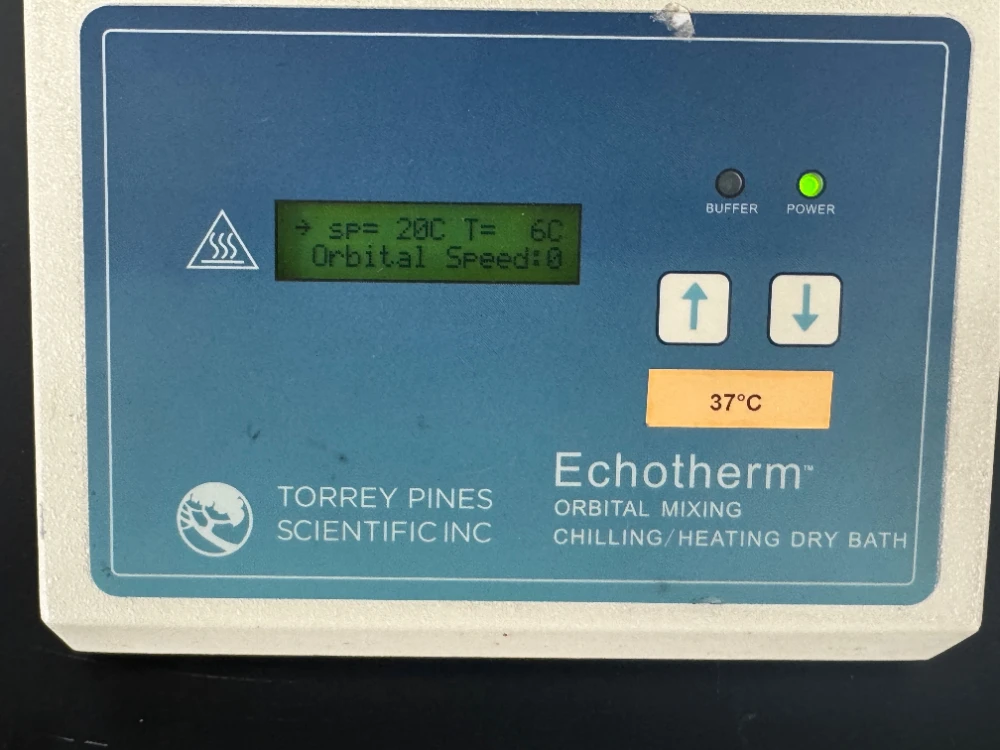 BUFFER POWER
→ sp= 20C T= 6C
Orbital Speed:0
37°C
TORREY PINES
SCIENTIFIC INC
Echotherm™
ORBITAL MIXING
CHILLING/HEATING DRY BATH